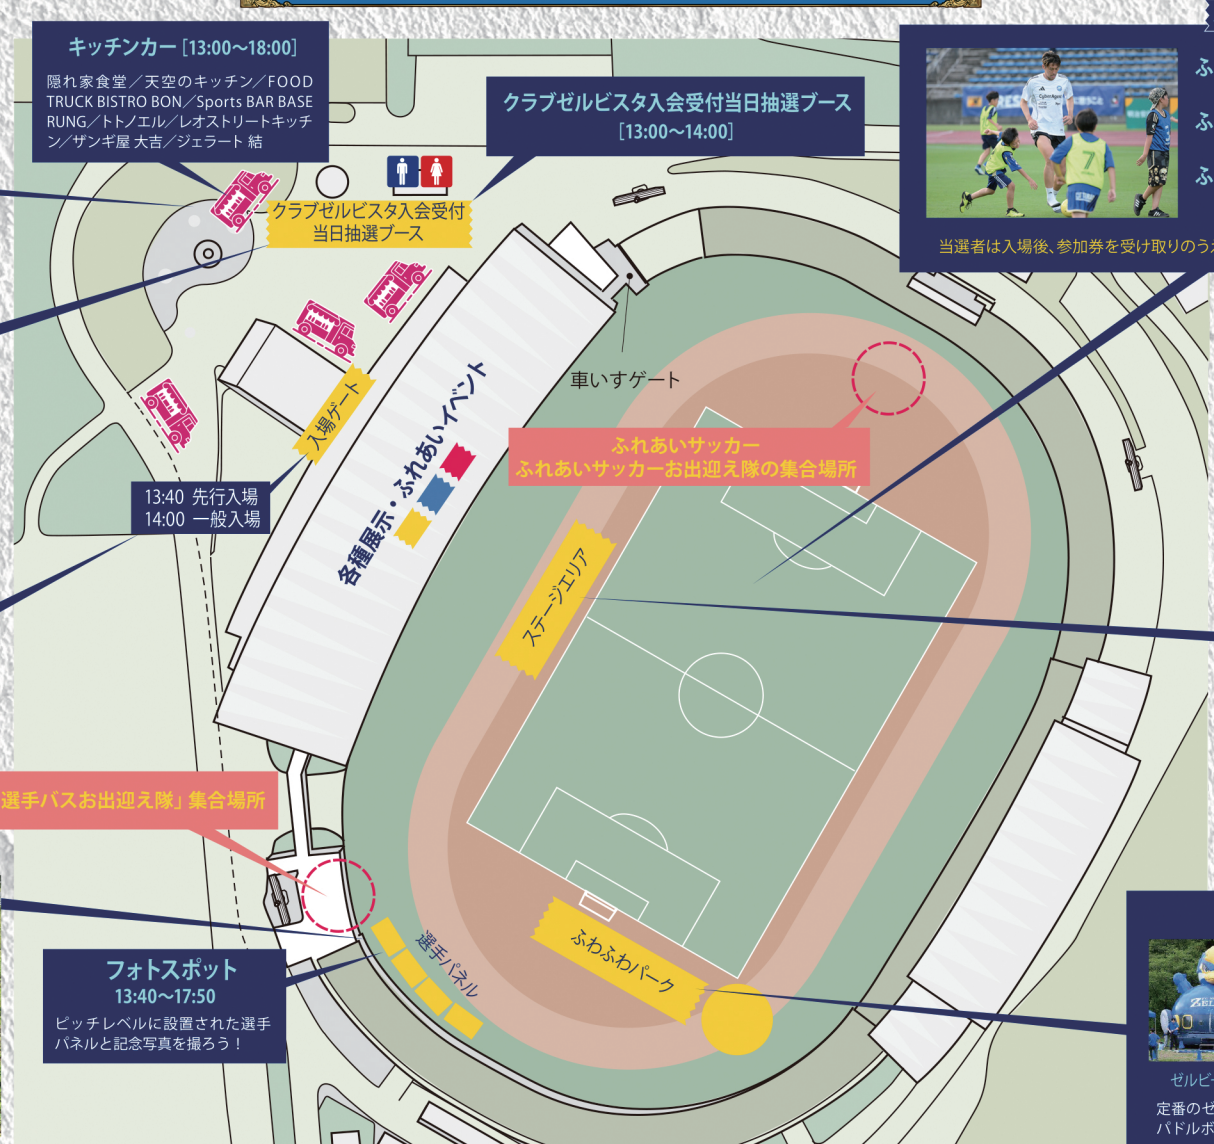 キッチンカー [13:00〜18:00]
隠れ家食堂／天空のキッチン／FOOD
TRUCK BISTRO BON／Sports BAR BASE
RUNG／トトノエル／レオストリートキッチ
ン／ザンギ屋 大吉／ジェラート 結
クラブゼルビスタ入会受付当日抽選ブース
[13:00〜14:00]
ふ
ふ
ふ
7
当選者は入場後、参加券を受け取りのうえ
クラブゼルビスタ入会受付
当日抽選ブース
車いすゲート
入場ゲート
各種展示・ふれあいイベント
ふれあいサッカー
ふれあいサッカーお出迎え隊の集合場所
13:40 先行入場
14:00 一般入場
ステージエリア
選手バスお出迎え隊」集合場所
選手パネル
ふわふわパーク
フォトスポット
13:40〜17:50
ピッチレベルに設置された選手
パネルと記念写真を撮ろう！
ゼルビ
定番のゼ
パドルボ